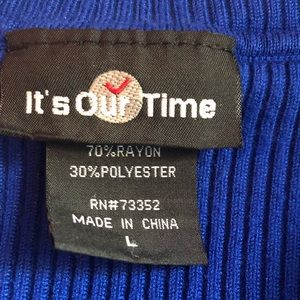 It's Our Time
70%RAYON
30%POLYESTER
RN#73352
MADE IN CHINA
L